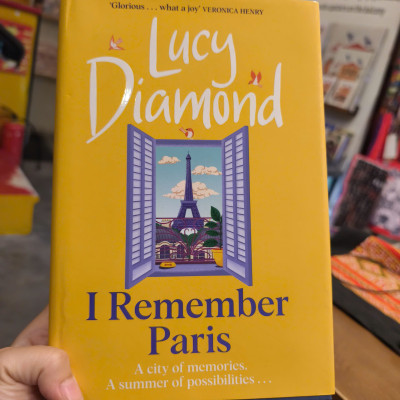 'Glorious . . . what a joy' VERONICA HENRY
Lucy
Diamond
I Remember
Paris
A city of memories.
A summer of possibilities . . .